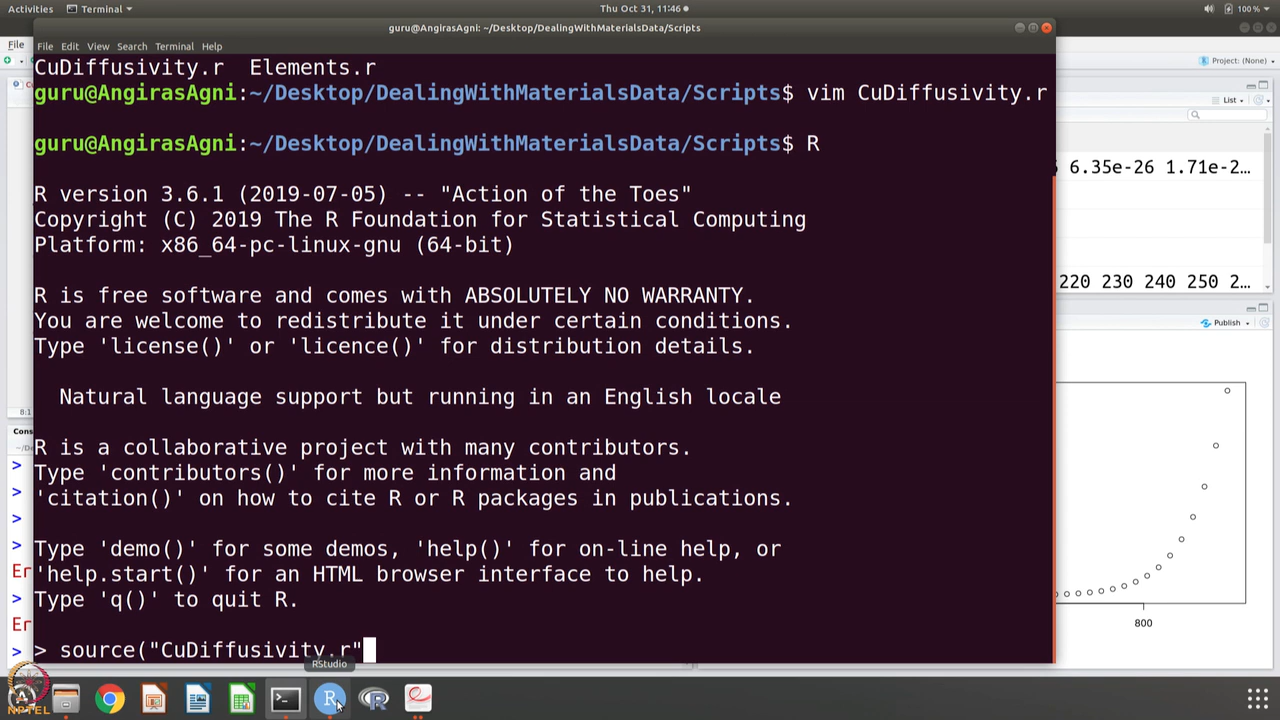 Activities
Terminal
Thu Oct 31, 11:46
100 %
guru@AngirasAgni: ~/Desktop/DealingWithMaterialsData/Scripts
File
File Edit View Search Terminal Help
CuDiffusivity.r Elements.r
guru@AngirasAgni:~/Desktop/DealingWithMaterialsData/Scripts$ vim CuDiffusivity.r
guru@AngirasAgni:~/Desktop/DealingWithMaterialsData/Scripts$ R
R version 3.6.1 (2019-07-05) -- "Action of the Toes"
Copyright (C) 2019 The R Foundation for Statistical Computing
Platform: x86_64-pc-linux-gnu (64-bit)
R is free software and comes with ABSOLUTELY NO WARRANTY.
You are welcome to redistribute it under certain conditions.
Type 'license()' or 'licence()' for distribution details.
Natural language support but running in an English locale
R is a collaborative project with many contributors.
Type 'contributors()' for more information and
'citation()' on how to cite R or R packages in publications.
Type 'demo()' for some demos, 'help()' for on-line help, or
'help.start()' for an HTML browser interface to help.
Type 'q()' to quit R.
> source("CuDiffusivity.r"
Project: (None)
List
6.35e-26 1.71e-2…
220 230 240 250 2…
Publish
800
8:1
Cons
>
>
>
>
Er
>
Er
>
RStudio
NPTEL